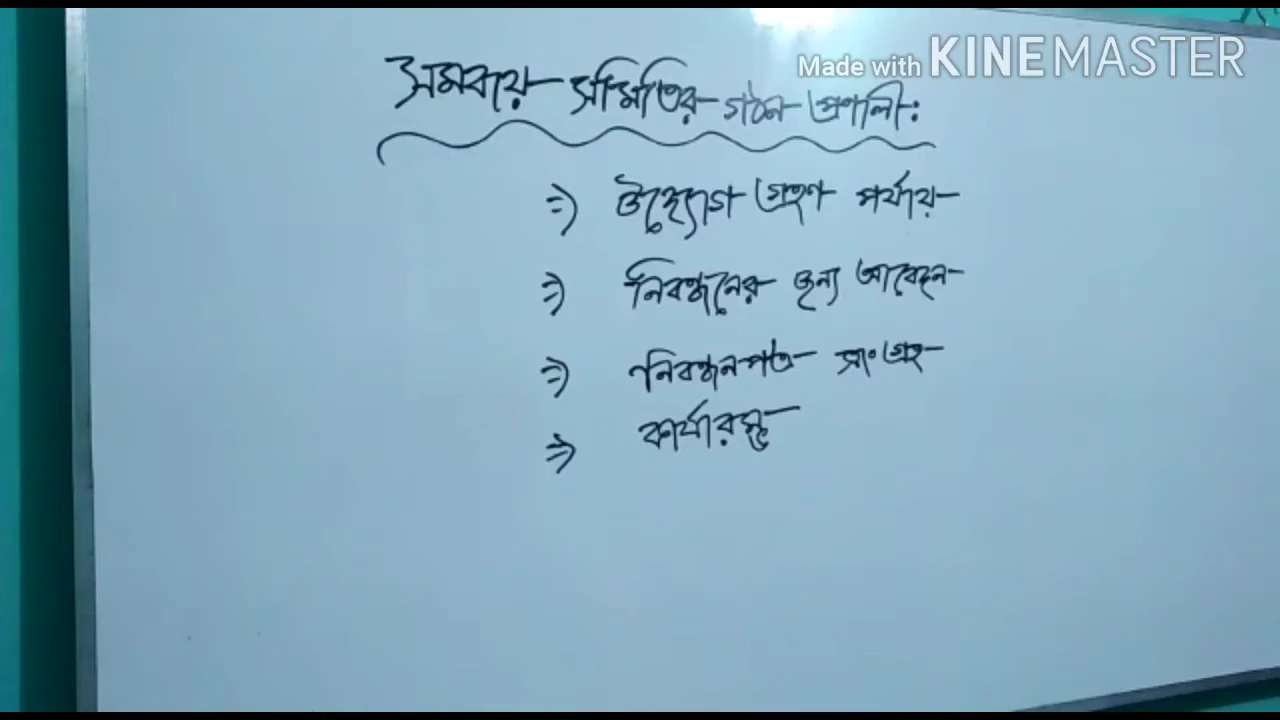 Made with KINEMASTER
সমবায় সমিতির গঠন প্রণালী:
=> উদ্যোগ গ্রহণ পর্যায়
=> নিবন্ধনের জন্য আবেদন
=> নিবন্ধনপত্র সংগ্রহ
=> কার্যারম্ভ